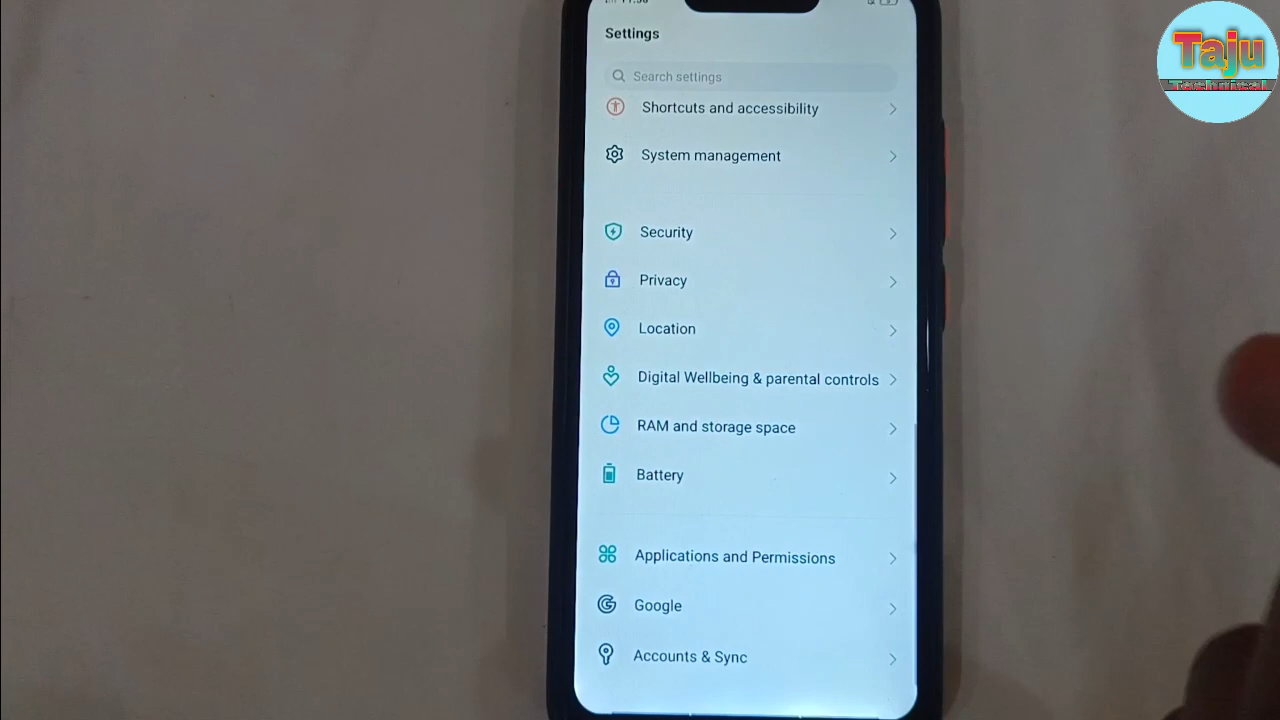 Settings
Search settings
Shortcuts and accessibility
System management
Security
Privacy
Location
Digital Wellbeing & parental controls
RAM and storage space
Battery
Applications and Permissions
Google
Accounts & Sync
Taju
Technical